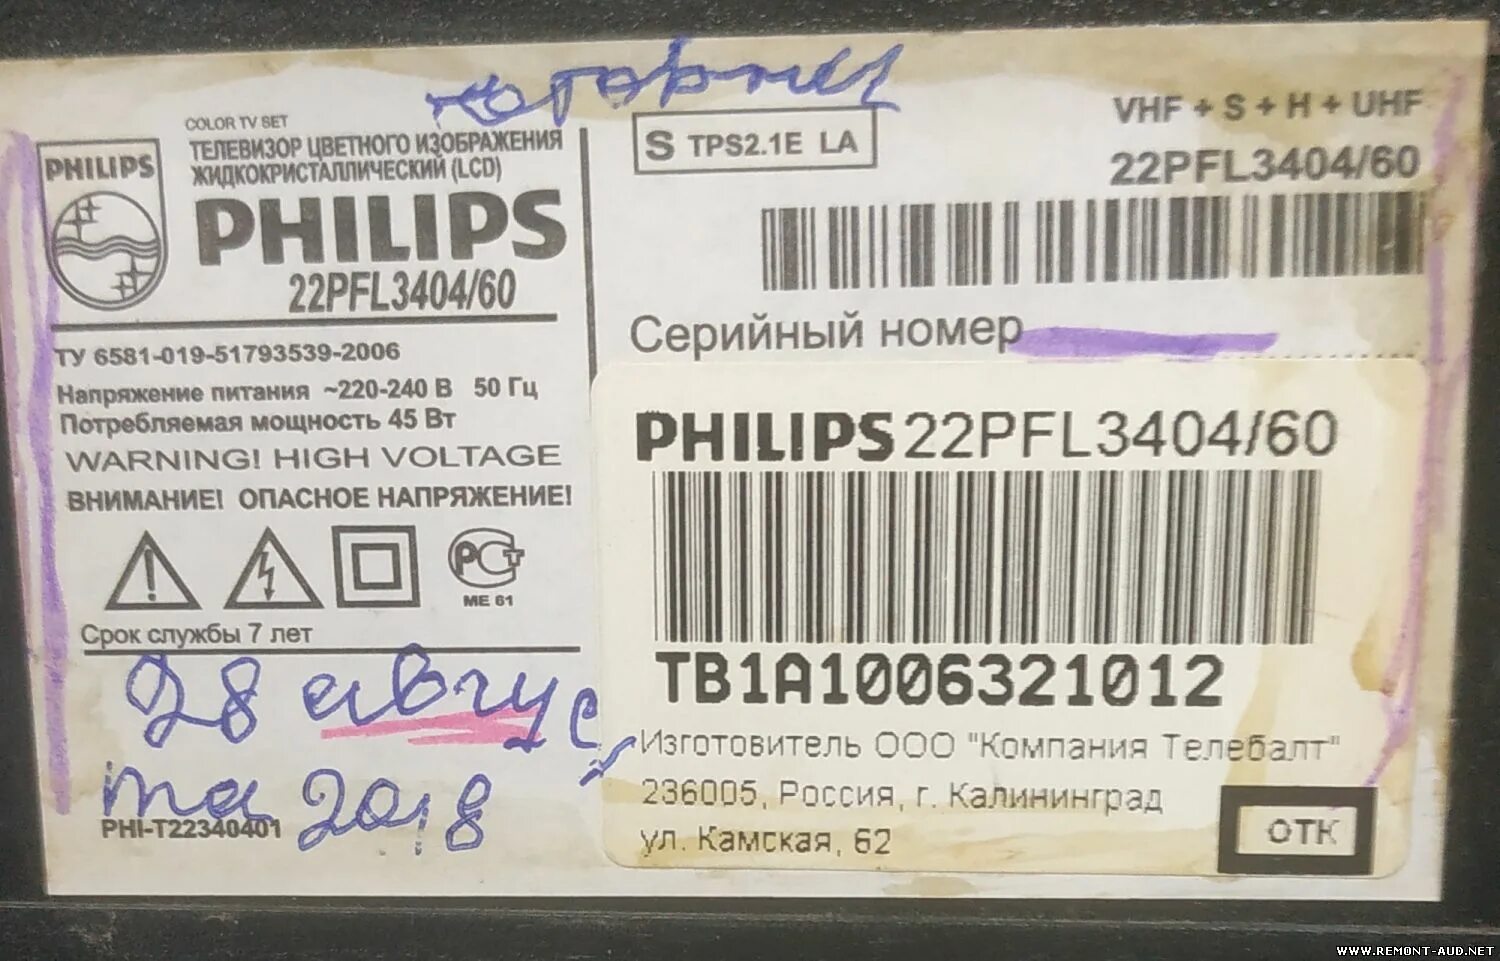 COLOR TV SET
ТЕЛЕВИЗОР ЦВЕТНОГО ИЗОБРАЖЕНИЯ
ЖИДКОКРИСТАЛЛИЧЕСКИЙ (LCD)
PHILIPS
PHILIPS
22PFL3404/60
ТУ 6581-019-51793539-2006
Напряжение питания ~220-240 В 50 Гц
Потребляемая мощность 45 Вт
WARNING! HIGH VOLTAGE
ВНИМАНИЕ! ОПАСНОЕ НАПРЯЖЕНИЕ!
РСТ
МЕ 61
Срок службы 7 лет
28 авгус
та 2018
PHI-T22340401
S TPS2.1E LA
VHF + S + H + UHF
22PFL3404/60
Серийный номер
PHILIPS 22PFL3404/60
TB1A1006321012
Изготовитель ООО "Компания Телебалт"
236005, Россия, г. Калининград
ул. Камская, 62
ОТК
WWW.REMONT-AUD.NET